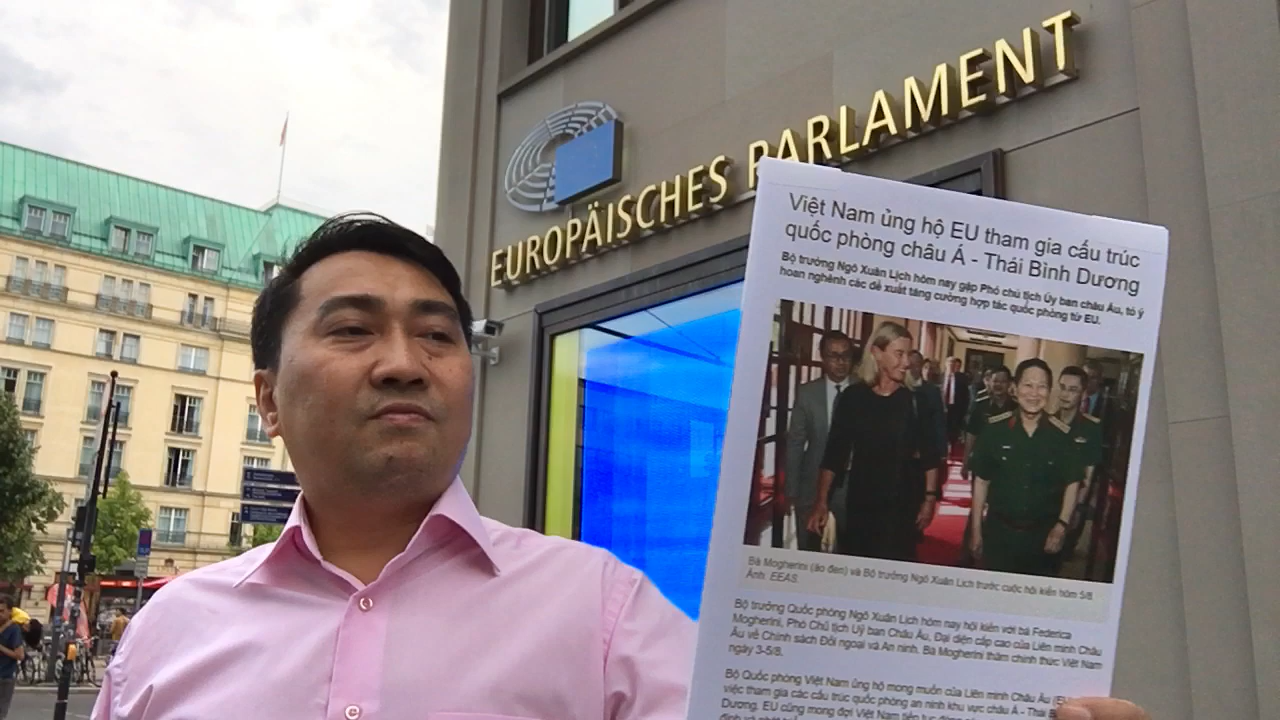 EUROPÄISCHES PARLAMENT
Việt Nam ủng hộ EU tham gia cấu trúc
quốc phòng châu Á - Thái Bình Dương
Bộ trưởng Ngô Xuân Lịch hôm nay gặp Phó chủ tịch Ủy ban châu Âu, tỏ ý
hoan nghênh các đề xuất tăng cường hợp tác quốc phòng từ EU.
Bà Mogherini (áo đen) và Bộ trưởng Ngô Xuân Lịch trước cuộc hội kiến hôm 5/8.
Ảnh: EEAS.
Bộ trưởng Quốc phòng Ngô Xuân Lịch hôm nay hội kiến với bà Federica
Mogherini, Phó Chủ tịch Uỷ ban Châu Âu, Đại diện cấp cao của Liên minh Châu
Âu về Chính sách Đối ngoại và An ninh. Bà Mogherini thăm chính thức Việt Nam
ngày 3-5/8.
Bộ Quốc phòng Việt Nam ủng hộ mong muốn của Liên minh Châu Âu
việc tham gia các cấu trúc quốc phòng an ninh khu vực châu Á - Thái
Dương. EU cũng mong đợi Việt Nam tiếp tục